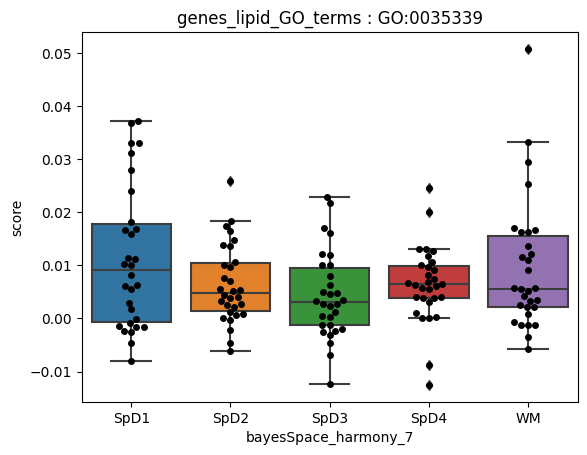 genes_lipid_GO_terms : GO:0035339
score
0.05
0.04
0.03
0.02
0.01
0.00
−0.01
SpD1 SpD2 SpD3 SpD4 WM
bayesSpace_harmony_7